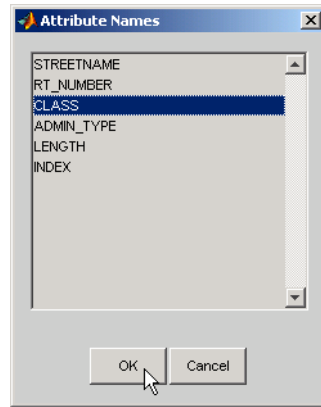 Attribute Names
STREETNAME
RT_NUMBER
CLASS
ADMIN_TYPE
LENGTH
INDEX
OK
Cancel